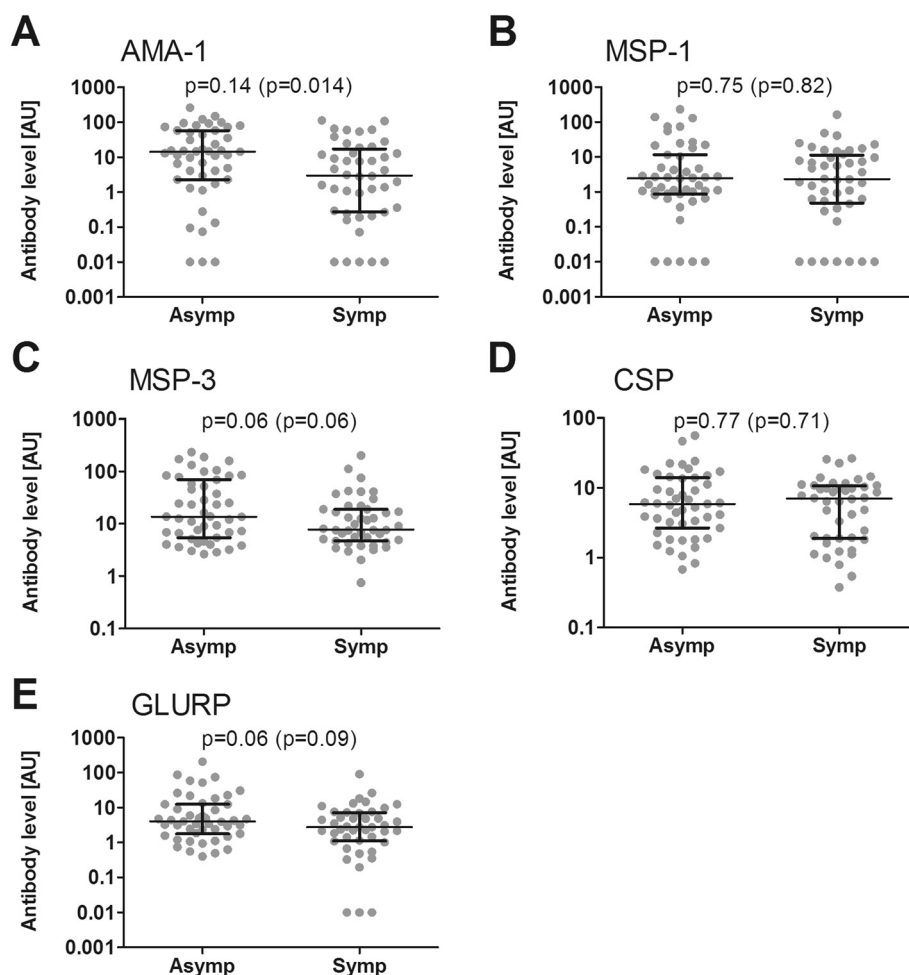 A
AMA-1
p=0.14 (p=0.014)
Antibody level [AU]
1000
100
10
1
0.1
0.01
0.001
Asymp
Symp
B
MSP-1
p=0.75 (p=0.82)
Antibody level [AU]
1000
100
10
1
0.1
0.01
0.001
Asymp
Symp
C
MSP-3
p=0.06 (p=0.06)
Antibody level [AU]
1000
100
10
1
0.1
Asymp
Symp
D
CSP
p=0.77 (p=0.71)
Antibody level [AU]
100
10
1
0.1
Asymp
Symp
E
GLURP
p=0.06 (p=0.09)
Antibody level [AU]
1000
100
10
1
0.1
0.01
0.001
Asymp
Symp